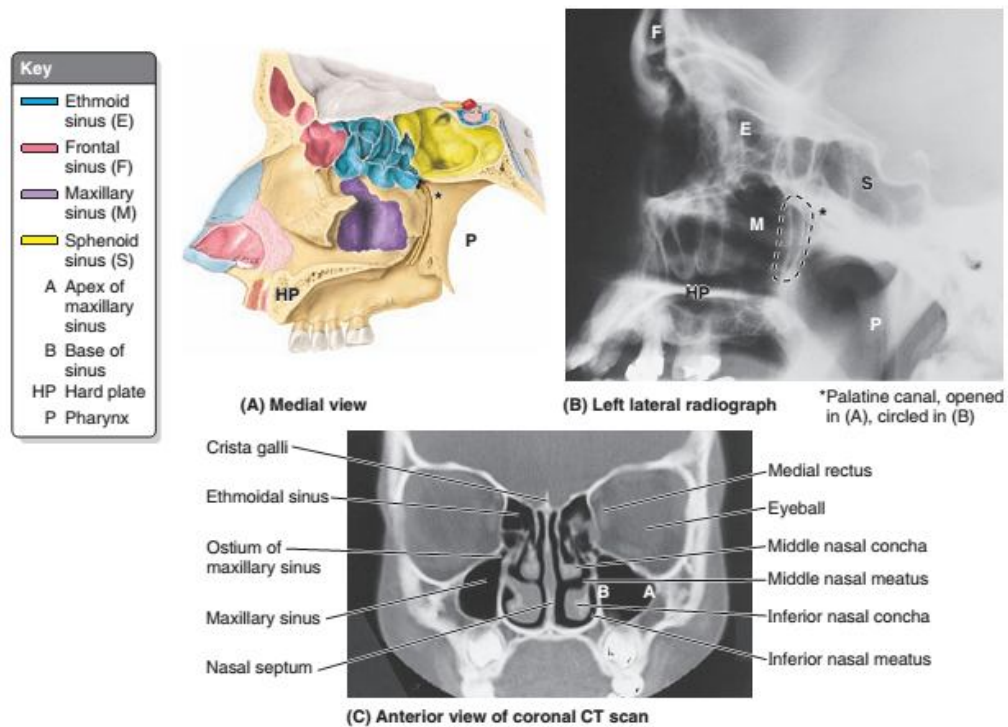 Key
Ethmoid
sinus (E)
Frontal
sinus (F)
Maxillary
sinus (M)
Sphenoid
sinus (S)
A Apex of
maxillary
sinus
B Base of
sinus
HP Hard plate
P Pharynx
*
P
HP
(A) Medial view
F
E
S
M
*
HP
P
(B) Left lateral radiograph
*Palatine canal, opened
in (A), circled in (B)
Crista galli
Ethmoidal sinus
Ostium of
maxillary sinus
Maxillary sinus
Nasal septum
B A
Medial rectus
Eyeball
Middle nasal concha
Middle nasal meatus
Inferior nasal concha
Inferior nasal meatus
(C) Anterior view of coronal CT scan